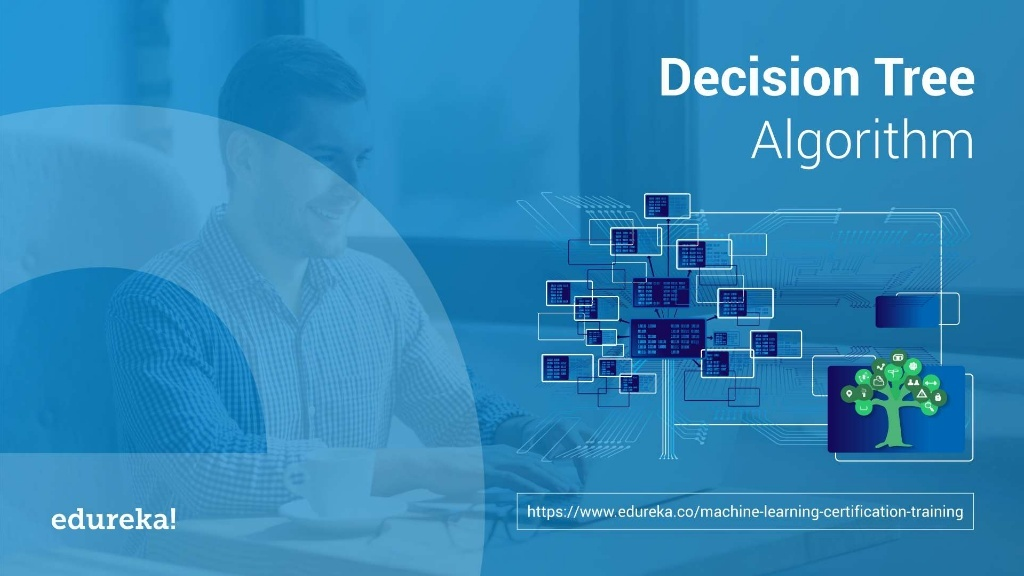 Decision Tree
Algorithm
edureka!
https://www.edureka.co/machine-learning-certification-training